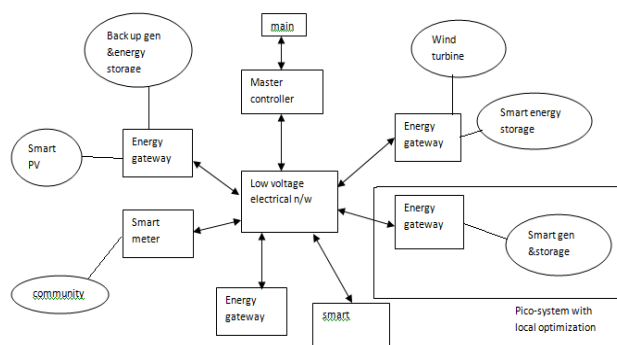 Back up gen
&energy
storage
main
Wind
turbine
Master
controller
Smart energy
storage
Smart
PV
Energy
gateway
Energy
gateway
Low voltage
electrical n/w
Energy
gateway
Smart
meter
Smart gen
&storage
community
Energy
gateway
smart
Pico-system with
local optimization